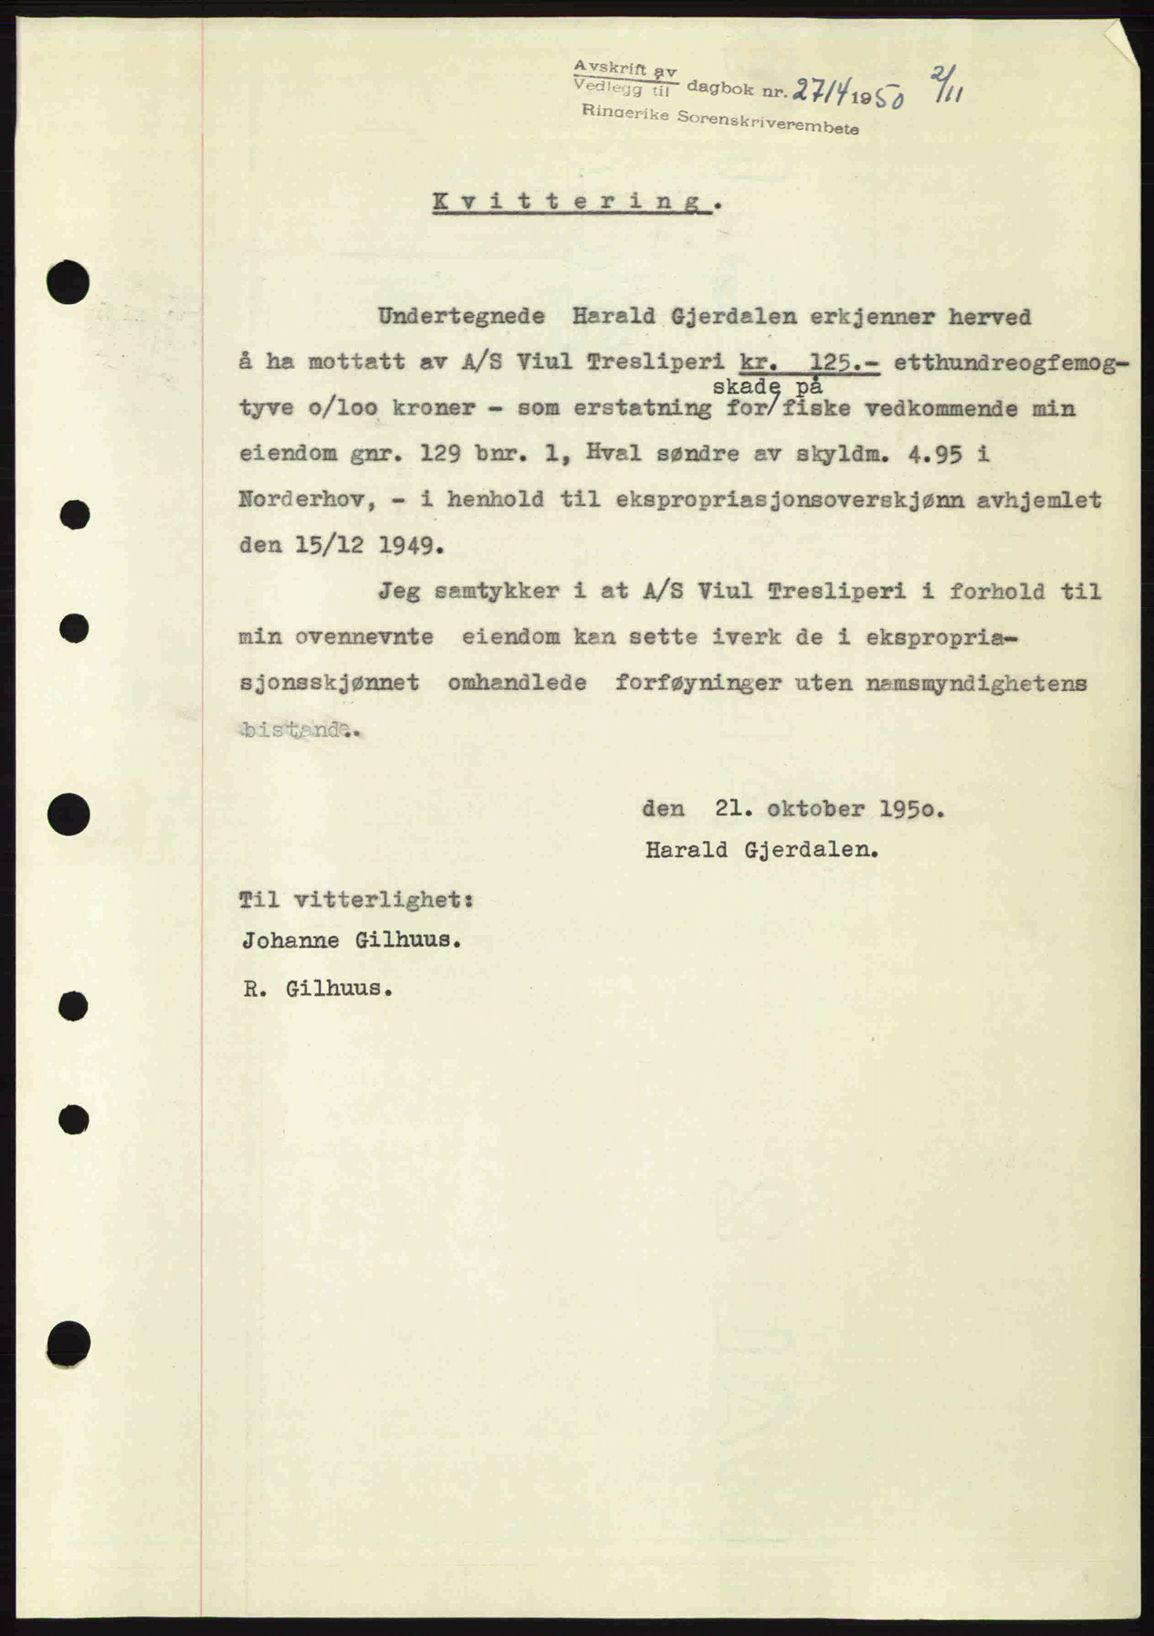 Avskrift av
Vedlegg til dagbok nr. 2714 1950 2/11
Ringerike Sorenskriverembete
Kvittering.
Undertegnede Harald Gjerdalen erkjenner herved
å ha mottatt av A/S Viul Tresliperi kr. 125.- etthundreogfemog-
skade på
tyve o/loo kroner - som erstatning for/fiske vedkommende min
eiendom gnr. 129 bnr. 1, Hval søndre av skyldm. 4.95 i
Norderhov, - i henhold til ekspropriasjonsoverskjønn avhjemlet
den 15/12 1949.
Jeg samtykker i at A/S Viul Tresliperi i forhold til
min ovennevnte eiendom kan sette iverk de i ekspropria-
sjonsskjønnet omhandlede forføyninger uten namsmyndighetens
bistand.
den 21. oktober 195o.
Harald Gjerdalen.
Til vitterlighet:
Johanne Gilhuus.
R. Gilhuus.